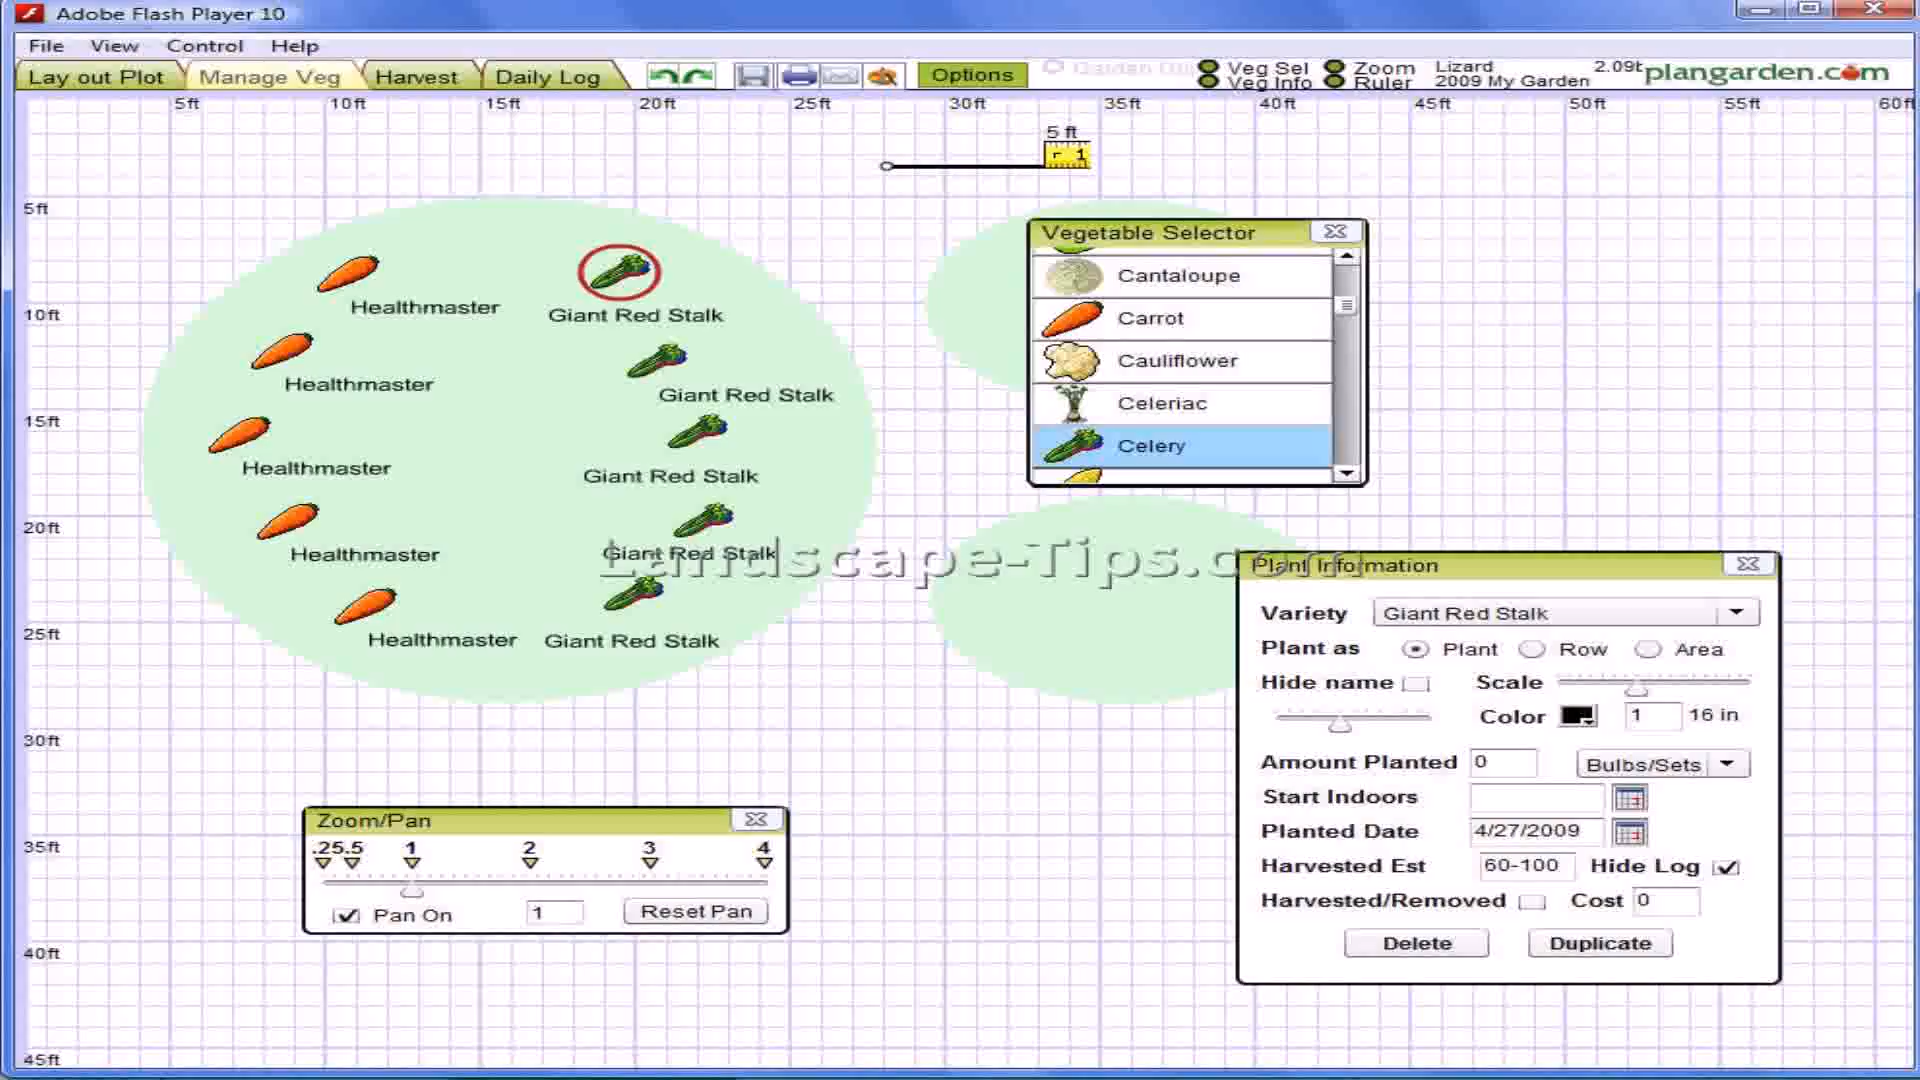 Adobe Flash Player 10
File View Control Help
Lay out Plot Manage Veg Harvest Daily Log Options Veg Sel Zoom Lizard 2.09t plangarden.com
Veg Info Ruler 2009 My Garden
5ft 10ft 15ft 20ft 25ft 30ft 35ft 40ft 45ft 50ft 55ft 60ft
5 ft
1
5ft
Vegetable Selector
Cantaloupe
Healthmaster
Giant Red Stalk
10ft
Carrot
Cauliflower
Healthmaster
Giant Red Stalk
Celeriac
15ft
Celery
Healthmaster
Giant Red Stalk
20ft
Healthmaster
Giant Red Stalk
Landscape-Tips.com
Plant Information
Variety Giant Red Stalk
25ft
Healthmaster
Giant Red Stalk
Plant as Plant Row Area
Hide name Scale
Color 1 16 in
30ft
Amount Planted 0 Bulbs/Sets
Start Indoors
Planted Date 4/27/2009
Zoom/Pan
.25 .5 1 2 3 4
35ft
Harvested Est 60-100 Hide Log
Harvested/Removed Cost 0
Pan On 1 Reset Pan
Delete Duplicate
40ft
45ft